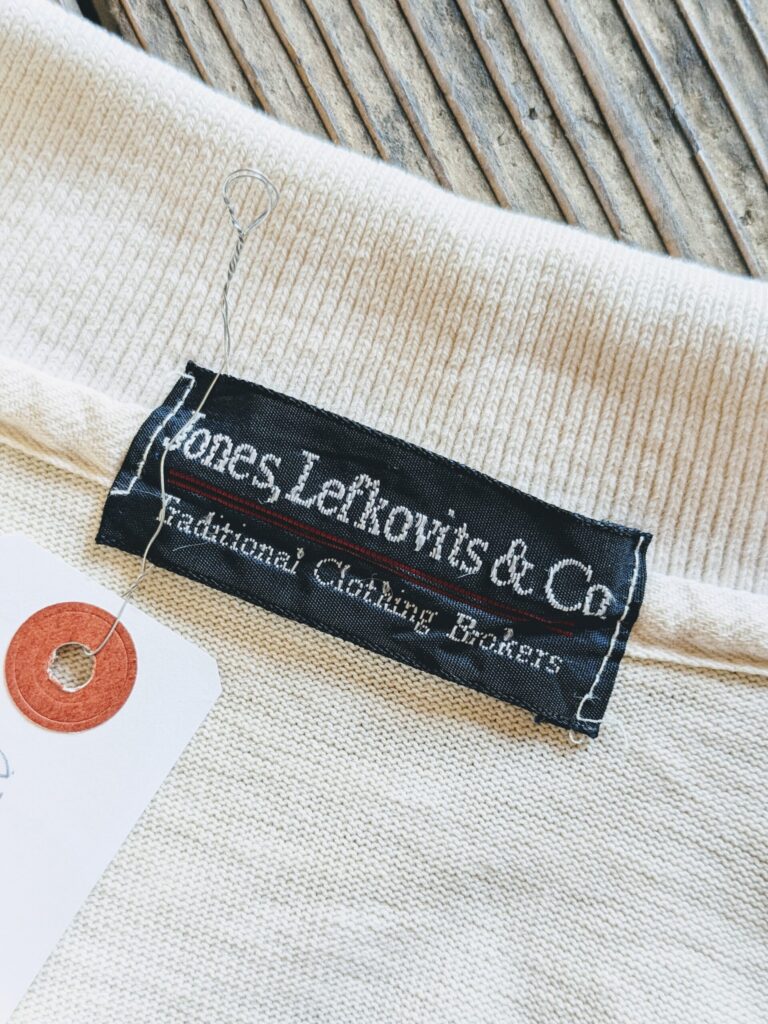 Jones, Lefkovits & Co
Traditional Clothing Brokers